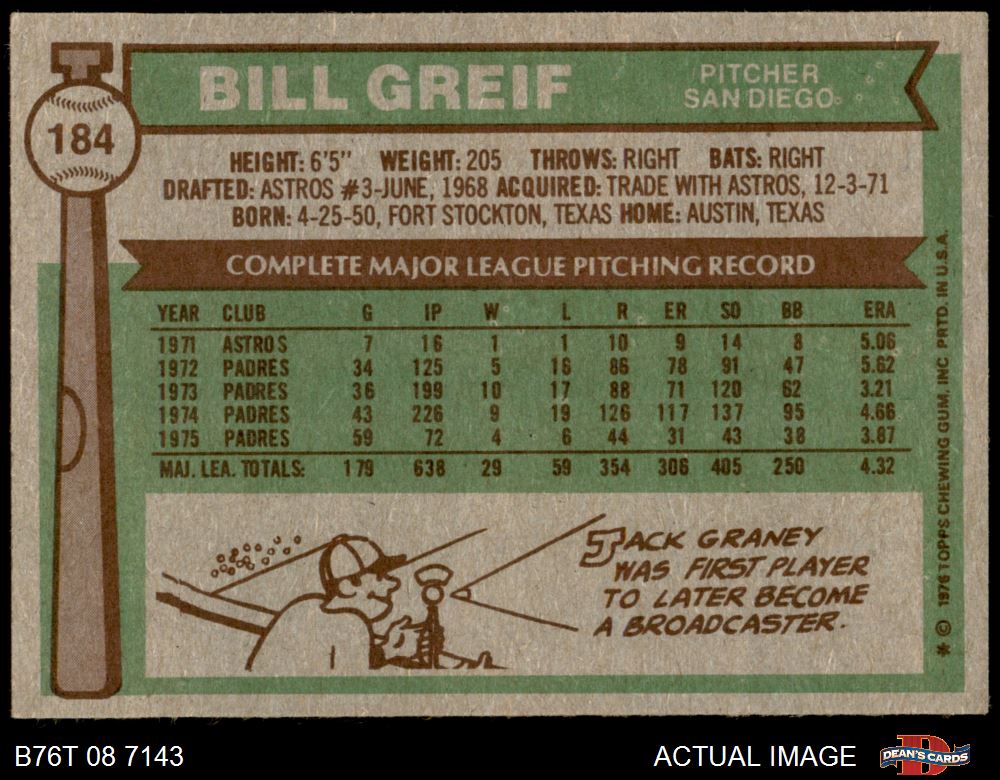 BILL GREIF
PITCHER
SAN DIEGO
184
HEIGHT: 6'5" WEIGHT: 205 THROWS: RIGHT BATS: RIGHT
DRAFTED: ASTROS #3-JUNE, 1968 ACQUIRED: TRADE WITH ASTROS, 12-3-71
BORN: 4-25-50, FORT STOCKTON, TEXAS HOME: AUSTIN, TEXAS
COMPLETE MAJOR LEAGUE PITCHING RECORD
YEAR CLUB G IP W L R ER SO BB ERA
1971 ASTROS 7 16 1 1 10 9 14 8 5.06
1972 PADRES 34 125 5 16 86 78 91 47 5.62
1973 PADRES 36 199 10 17 88 71 120 62 3.21
1974 PADRES 43 226 9 19 126 117 137 95 4.66
1975 PADRES 59 72 4 6 44 31 43 38 3.87
MAJ. LEA. TOTALS: 179 638 29 59 354 306 405 250 4.32
JACK GRANEY
WAS FIRST PLAYER
TO LATER BECOME
A BROADCASTER.
* © 1976 TOPPS CHEWING GUM, INC PRTD. IN U.S.A.
B76T 08 7143
ACTUAL IMAGE
D
DEAN'S CARDS